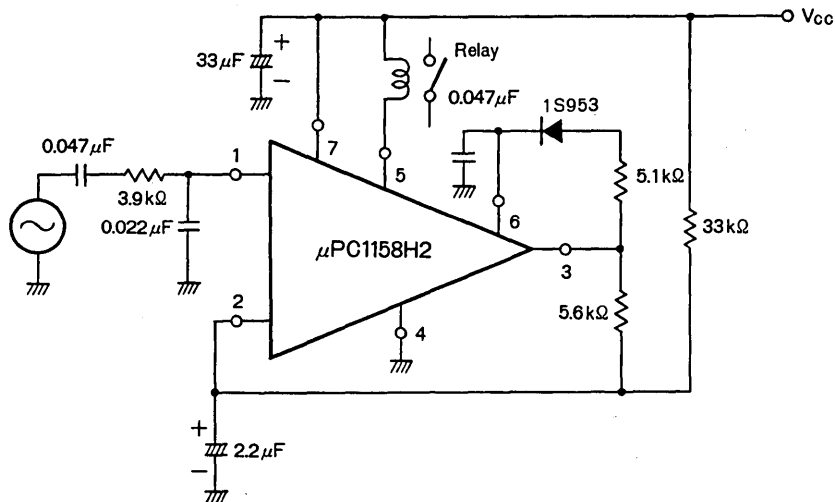 VCC
+
33μF
−
Relay
0.047μF
1S953
0.047μF
1
7
5
3.9kΩ
5.1kΩ
6
0.022μF
μPC1158H2
33kΩ
3
2
4
5.6kΩ
+
2.2μF
−